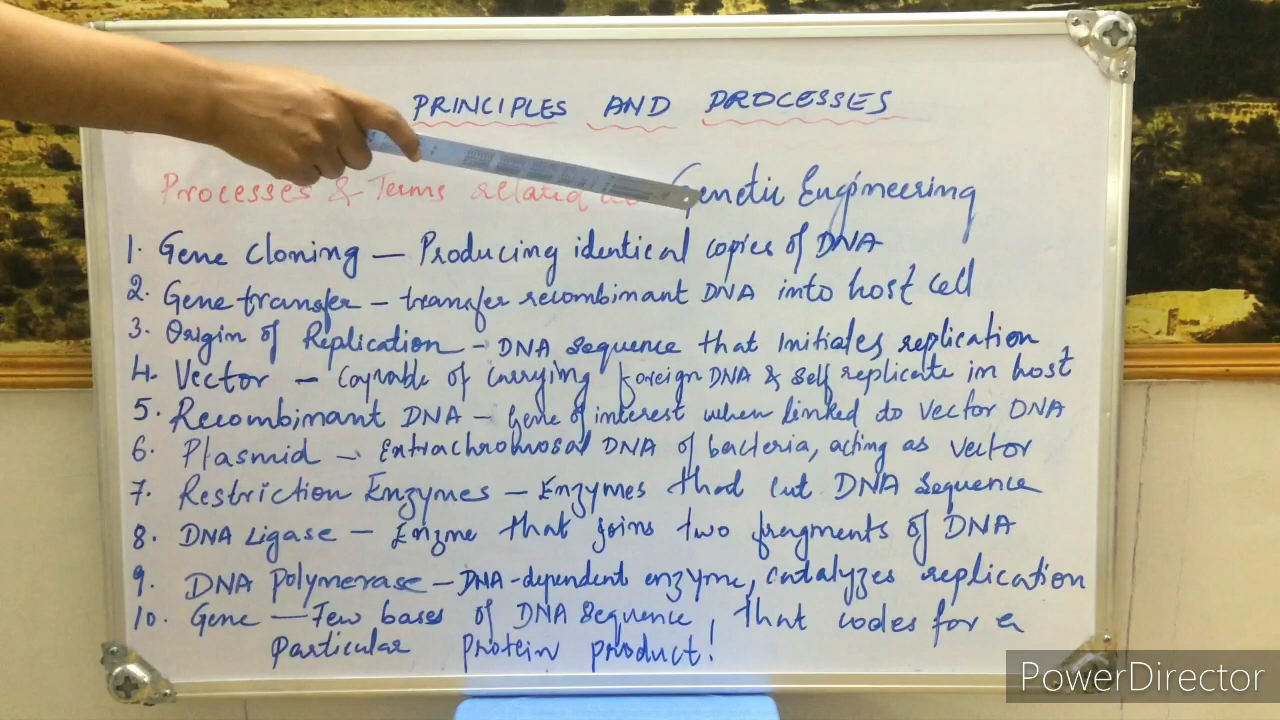 PRINCIPLES AND PROCESSES
Processes & Terms related to Genetic Engineering
1. Gene cloning – Producing identical copies of DNA
2. Gene transfer – transfer recombinant DNA into host cell
3. Origin of Replication – DNA sequence that initiates replication
4. Vector – Capable of carrying foreign DNA & self replicate in host
5. Recombinant DNA – Gene of interest when linked to vector DNA
6. Plasmid – Extrachromosal DNA of bacteria, acting as vector
7. Restriction Enzymes – Enzymes that cut DNA sequence
8. DNA Ligase – Enzme that joins two fragments of DNA
9. DNA Polymerase – DNA-dependent enzyme, catalyzes replication
10. Gene – Few bases of DNA sequence, that codes for a
particular protein product!
PowerDirector